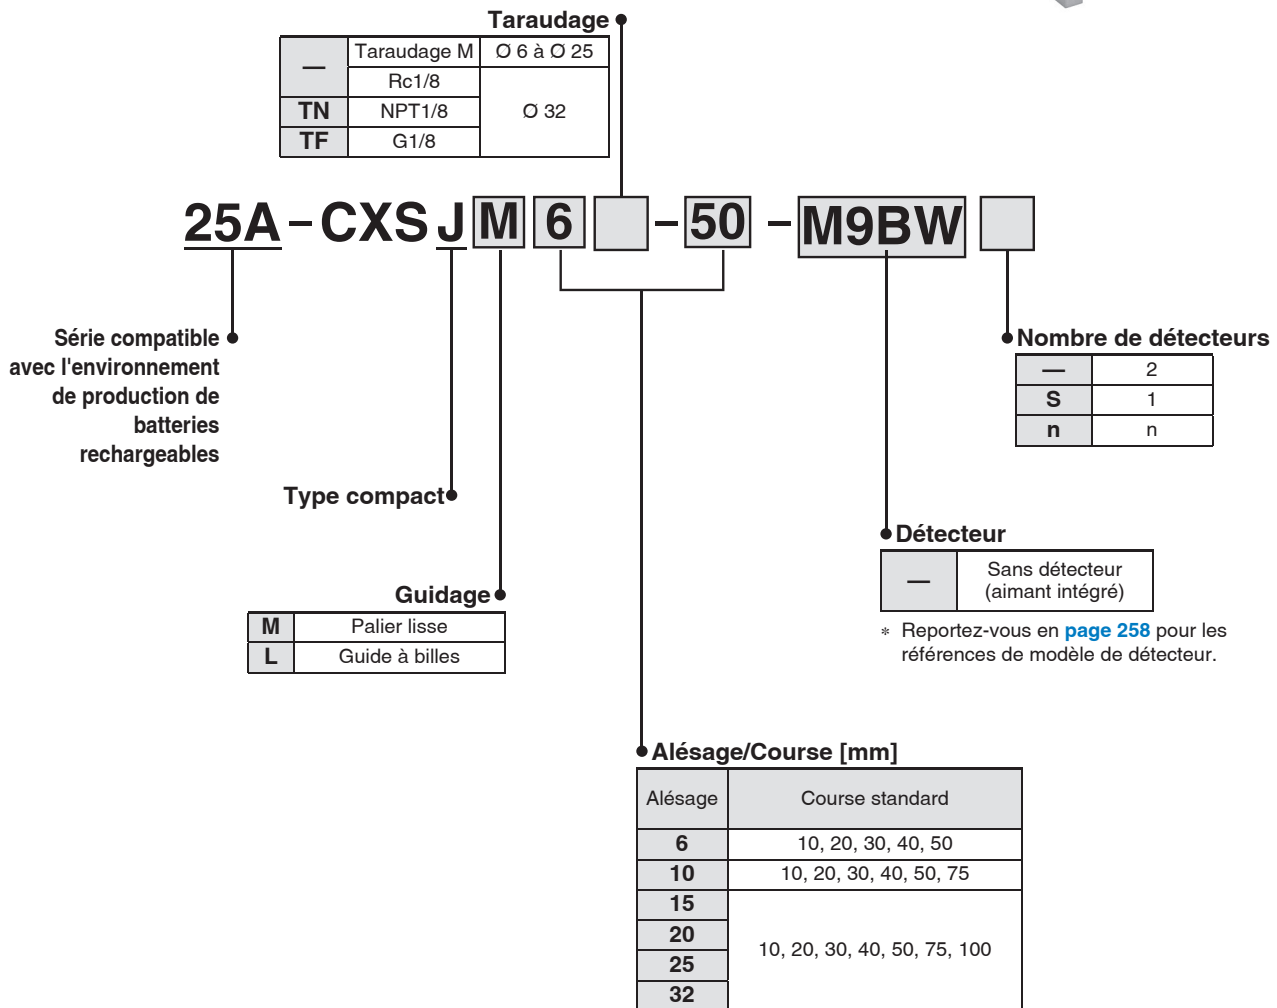 Taraudage
— Taraudage M Ø 6 à Ø 25
Rc1/8
TN NPT1/8 Ø 32
TF G1/8
25A-CXSJM6 -50-M9BW
Série compatible
avec l'environnement
de production de
batteries
rechargeables
Nombre de détecteurs
— 2
S 1
n n
Type compact
Détecteur
— Sans détecteur
(aimant intégré)
* Reportez-vous en page 258 pour les
références de modèle de détecteur.
Guidage
M Palier lisse
L Guide à billes
Alésage/Course [mm]
Alésage Course standard
6 10, 20, 30, 40, 50
10 10, 20, 30, 40, 50, 75
15
20
10, 20, 30, 40, 50, 75, 100
25
32